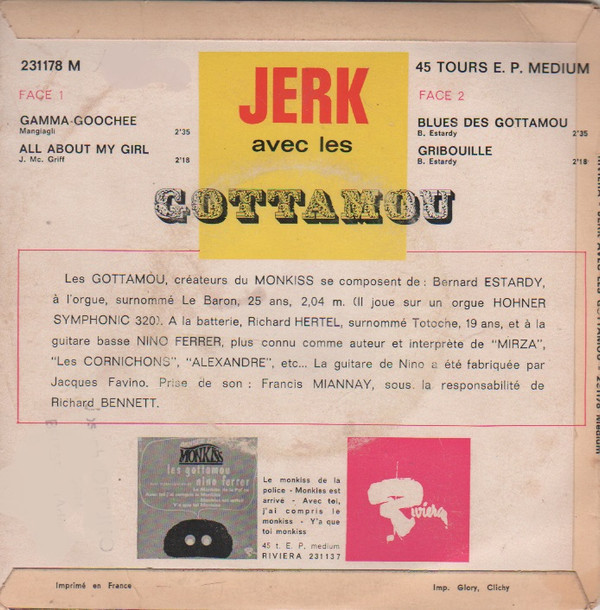 231178 M
45 TOURS E. P. MEDIUM
FACE 1
GAMMA-GOOCHEE
Mangiagli 2'35
ALL ABOUT MY GIRL
J. Mc. Griff 2'18
JERK
avec les
GOTTAMOU
FACE 2
BLUES DES GOTTAMOU
B. Estardy 2'35
GRIBOUILLE
B. Estardy 2'18
Les GOTTAMOU, créateurs du MONKISS se composent de : Bernard ESTARDY,
à l'orgue, surnommé Le Baron, 25 ans, 2,04 m. (Il joue sur un orgue HOHNER
SYMPHONIC 320). A la batterie, Richard HERTEL, surnommé Totoche, 19 ans, et à la
guitare basse NINO FERRER, plus connu comme auteur et interprète de "MIRZA",
"Les CORNICHONS", "ALEXANDRE", etc... La guitare de Nino a été fabriquée par
Jacques Favino. Prise de son : Francis MIANNAY, sous la responsabilité de
Richard BENNETT.
MONKISS
les gottamou
nino ferrer
Le monkiss de la
police - Monkiss est
arrivé - Avec toi,
j'ai compris le
monkiss - Y'a que
toi monkiss
45 t. E. P. medium
RIVIERA 231137
Riviera
Imprimé en France
Imp. Glory, Clichy